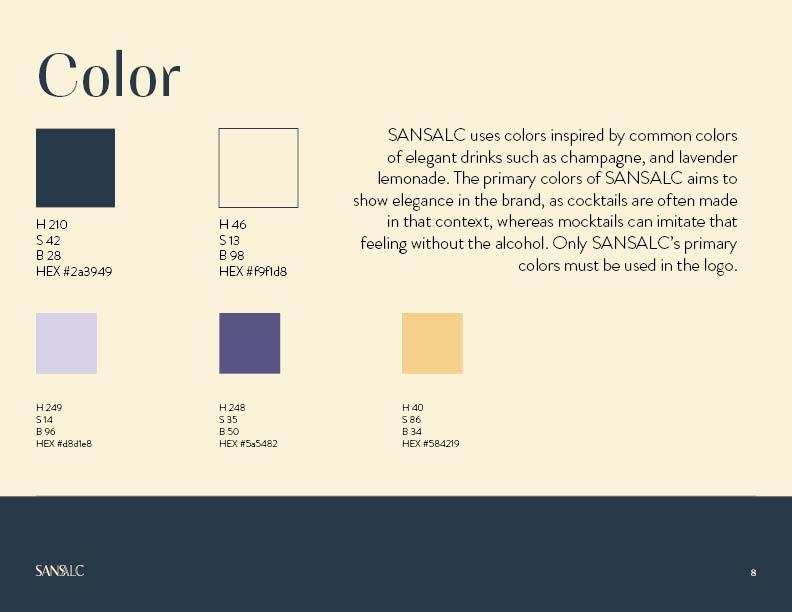 Color
H 210
S 42
B 28
HEX #2a3949
H 46
S 13
B 98
HEX #f9f1d8
SANSALC uses colors inspired by common colors
of elegant drinks such as champagne, and lavender
lemonade. The primary colors of SANSALC aims to
show elegance in the brand, as cocktails are often made
in that context, whereas mocktails can imitate that
feeling without the alcohol. Only SANSALC’s primary
colors must be used in the logo.
H 249
S 14
B 96
HEX #d8d1e8
H 248
S 35
B 50
HEX #5a5482
H 40
S 86
B 34
HEX #584219
SANSALC
8